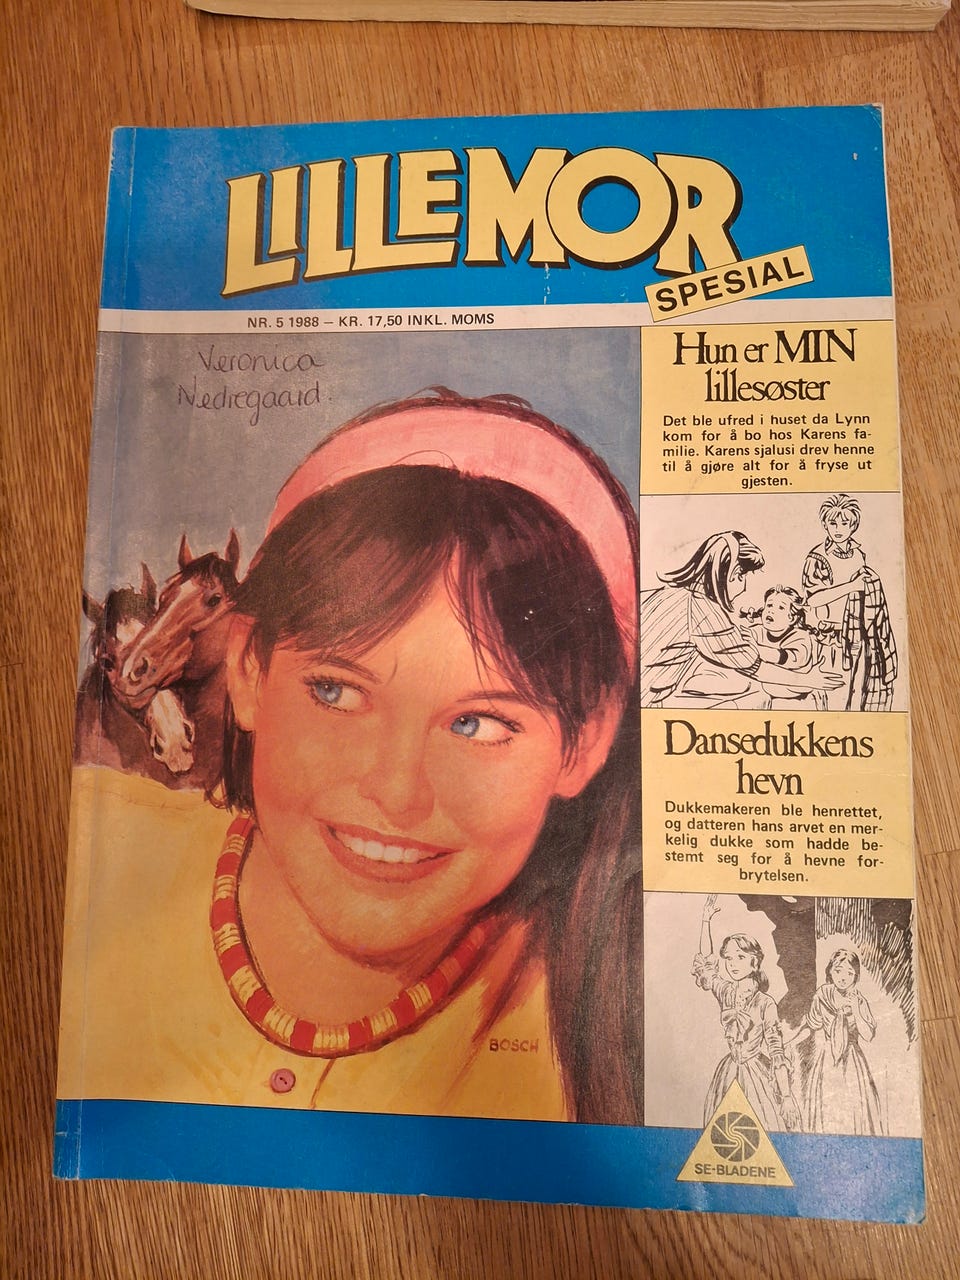 LILLEMOR
SPESIAL
NR. 5 1988 – KR. 17,50 INKL. MOMS
Veronica
Nedregaard.
Hun er MIN
lillesøster
Det ble ufred i huset da Lynn
kom for å bo hos Karens fa-
milie. Karens sjalusi drev henne
til å gjøre alt for å fryse ut
gjesten.
Dansedukkens
hevn
Dukkemakeren ble henrettet,
og datteren hans arvet en mer-
kelig dukke som hadde be-
stemt seg for å hevne for-
brytelsen.
BOSCH
SE-BLADENE